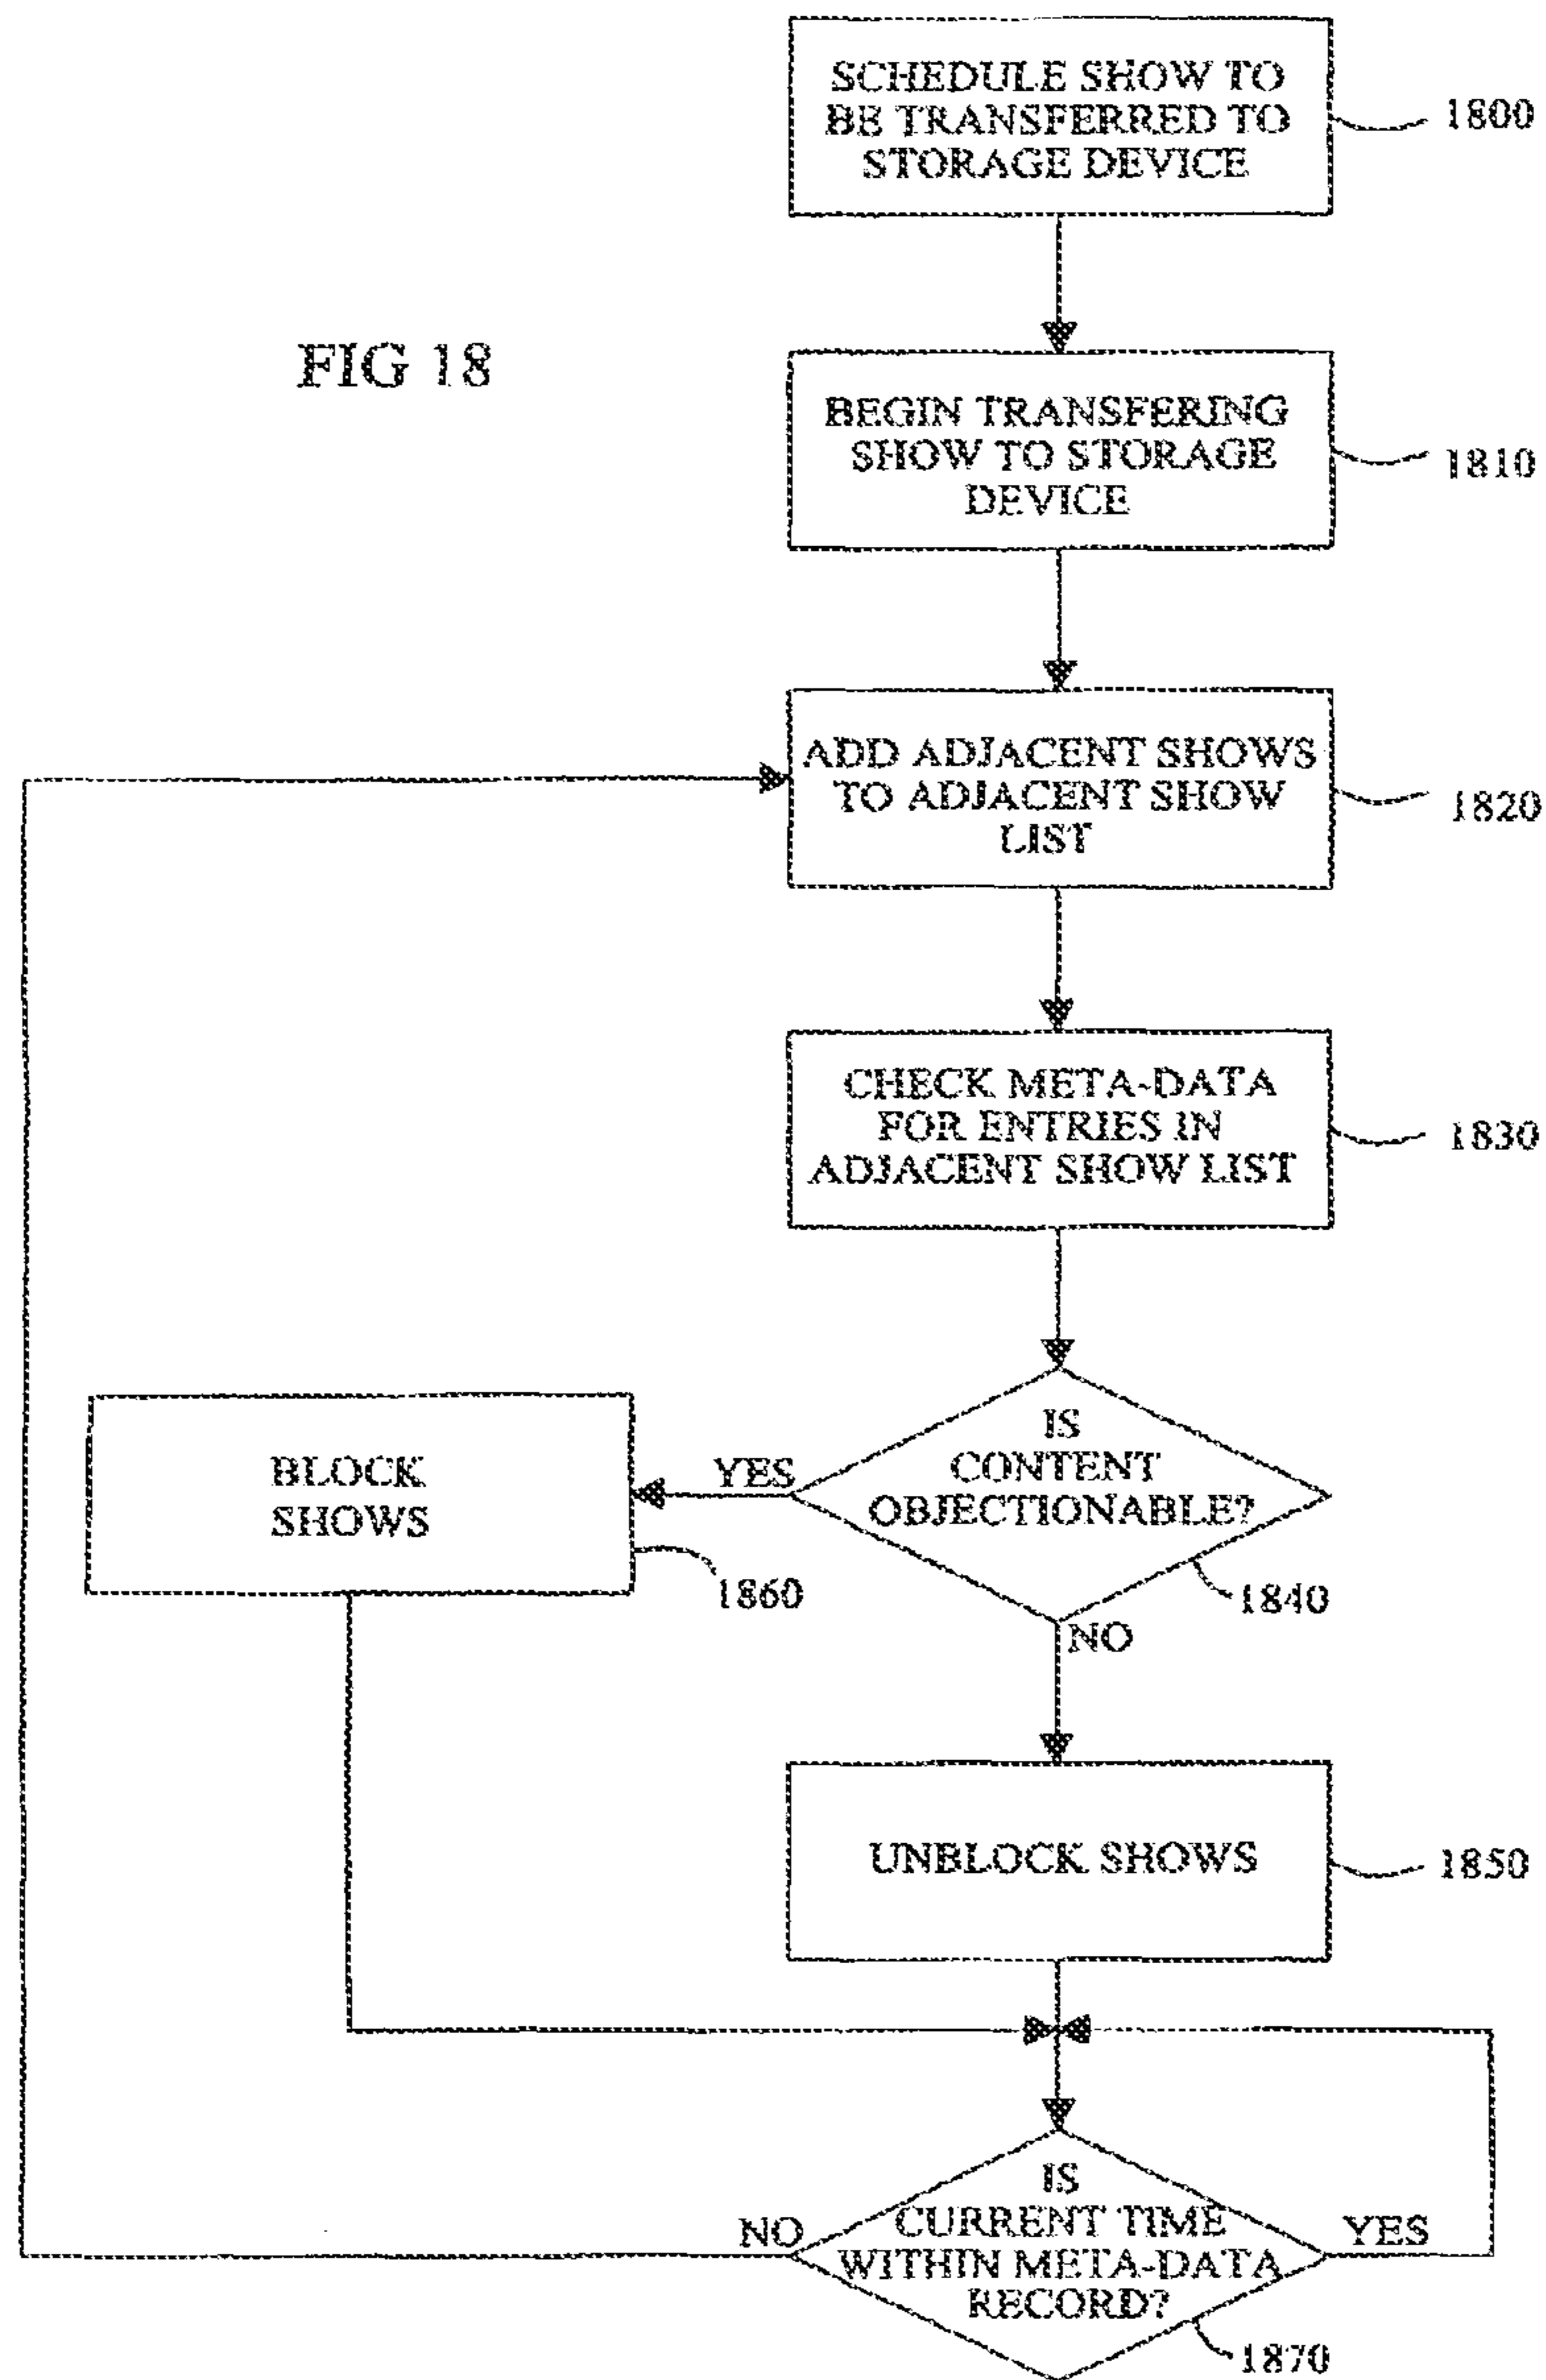 SCHEDULE SHOW TO
BE TRANSFERRED TO
STORAGE DEVICE
1800
FIG 18
BEGIN TRANSFERING
SHOW TO STORAGE
DEVICE
1810
ADD ADJACENT SHOWS
TO ADJACENT SHOW
LIST
1820
CHECK META-DATA
FOR ENTRIES IN
ADJACENT SHOW LIST
1830
IS
CONTENT
OBJECTIONABLE?
1840
YES
BLOCK
SHOWS
1860
NO
UNBLOCK SHOWS
1850
IS
CURRENT TIME
WITHIN META-DATA
RECORD?
1870
NO
YES